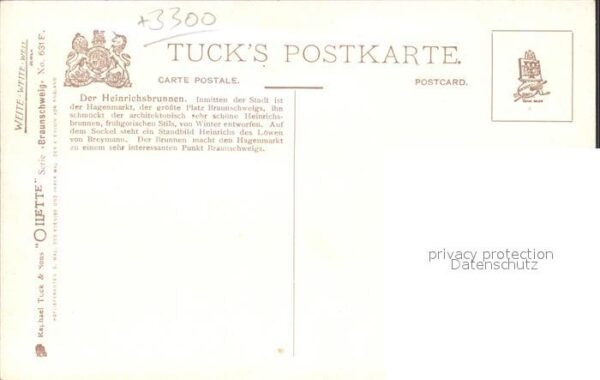 +3300
TUCK'S POSTKARTE.
CARTE POSTALE.
POSTCARD.
Der Heinrichsbrunnen. Inmitten der Stadt ist
der Hagenmarkt, der größte Platz Braunschweigs, ihn
schmückt der architektonisch sehr schöne Heinrichs-
brunnen, frühgotischen Stils, von Winter entworfen. Auf
dem Sockel steht ein Standbild Heinrichs des Löwen
von Breymann. Der Brunnen macht den Hagenmarkt
zu einem sehr interessanten Punkt Braunschweigs.
WEITE-WEITE-WELT
Raphael Tuck & Sons "OILETTE" Serie «Braunschweig» No. 631 E.
privacy protection
Datenschutz